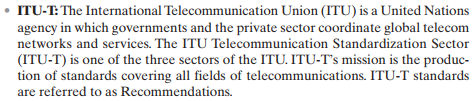 • ITU-T: The International Telecommunication Union (ITU) is a United Nations
agency in which governments and the private sector coordinate global telecom
networks and services. The ITU Telecommunication Standardization Sector
(ITU-T) is one of the three sectors of the ITU. ITU-T's mission is the produc-
tion of standards covering all fields of telecommunications. ITU-T standards
are referred to as Recommendations.